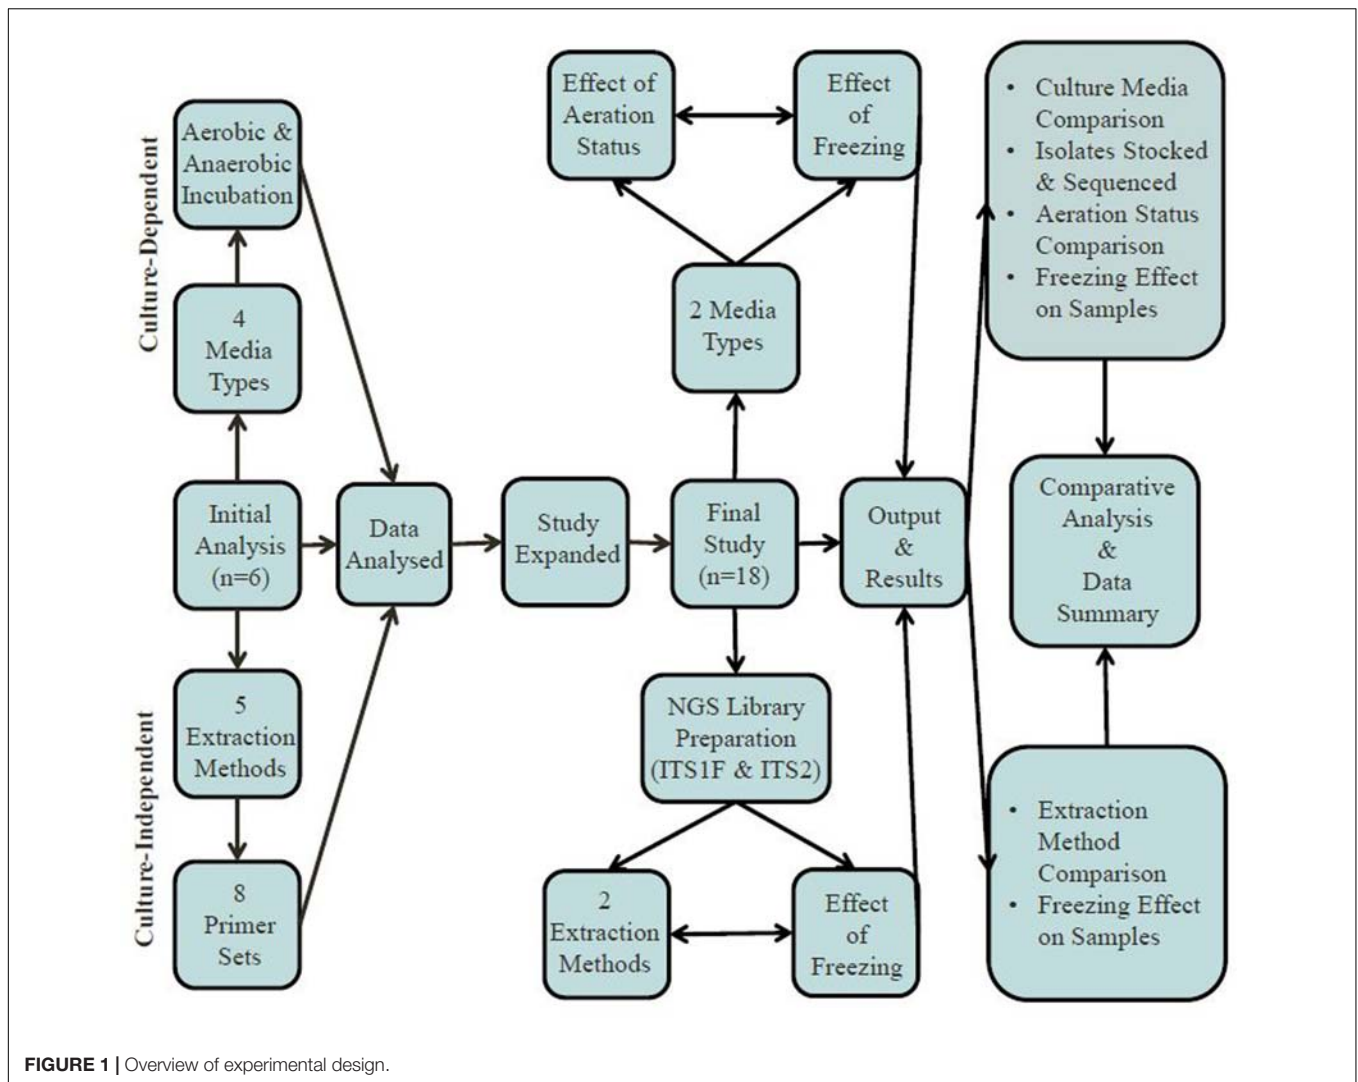 Culture-Dependent
Aerobic &
Anaerobic
Incubation
4
Media
Types
Initial
Analysis
(n=6)
Culture-Independent
5
Extraction
Methods
8
Primer
Sets
Data
Analysed
Study
Expanded
Effect of
Aeration
Status
Effect
of
Freezing
2 Media
Types
Final
Study
(n=18)
NGS Library
Preparation
(ITS1F & ITS2)
2
Extraction
Methods
Effect
of
Freezing
Output
&
Results
• Culture Media
Comparison
• Isolates Stocked
& Sequenced
• Aeration Status
Comparison
• Freezing Effect
on Samples
Comparative
Analysis
&
Data
Summary
• Extraction
Method
Comparison
• Freezing Effect
on Samples
FIGURE 1 | Overview of experimental design.